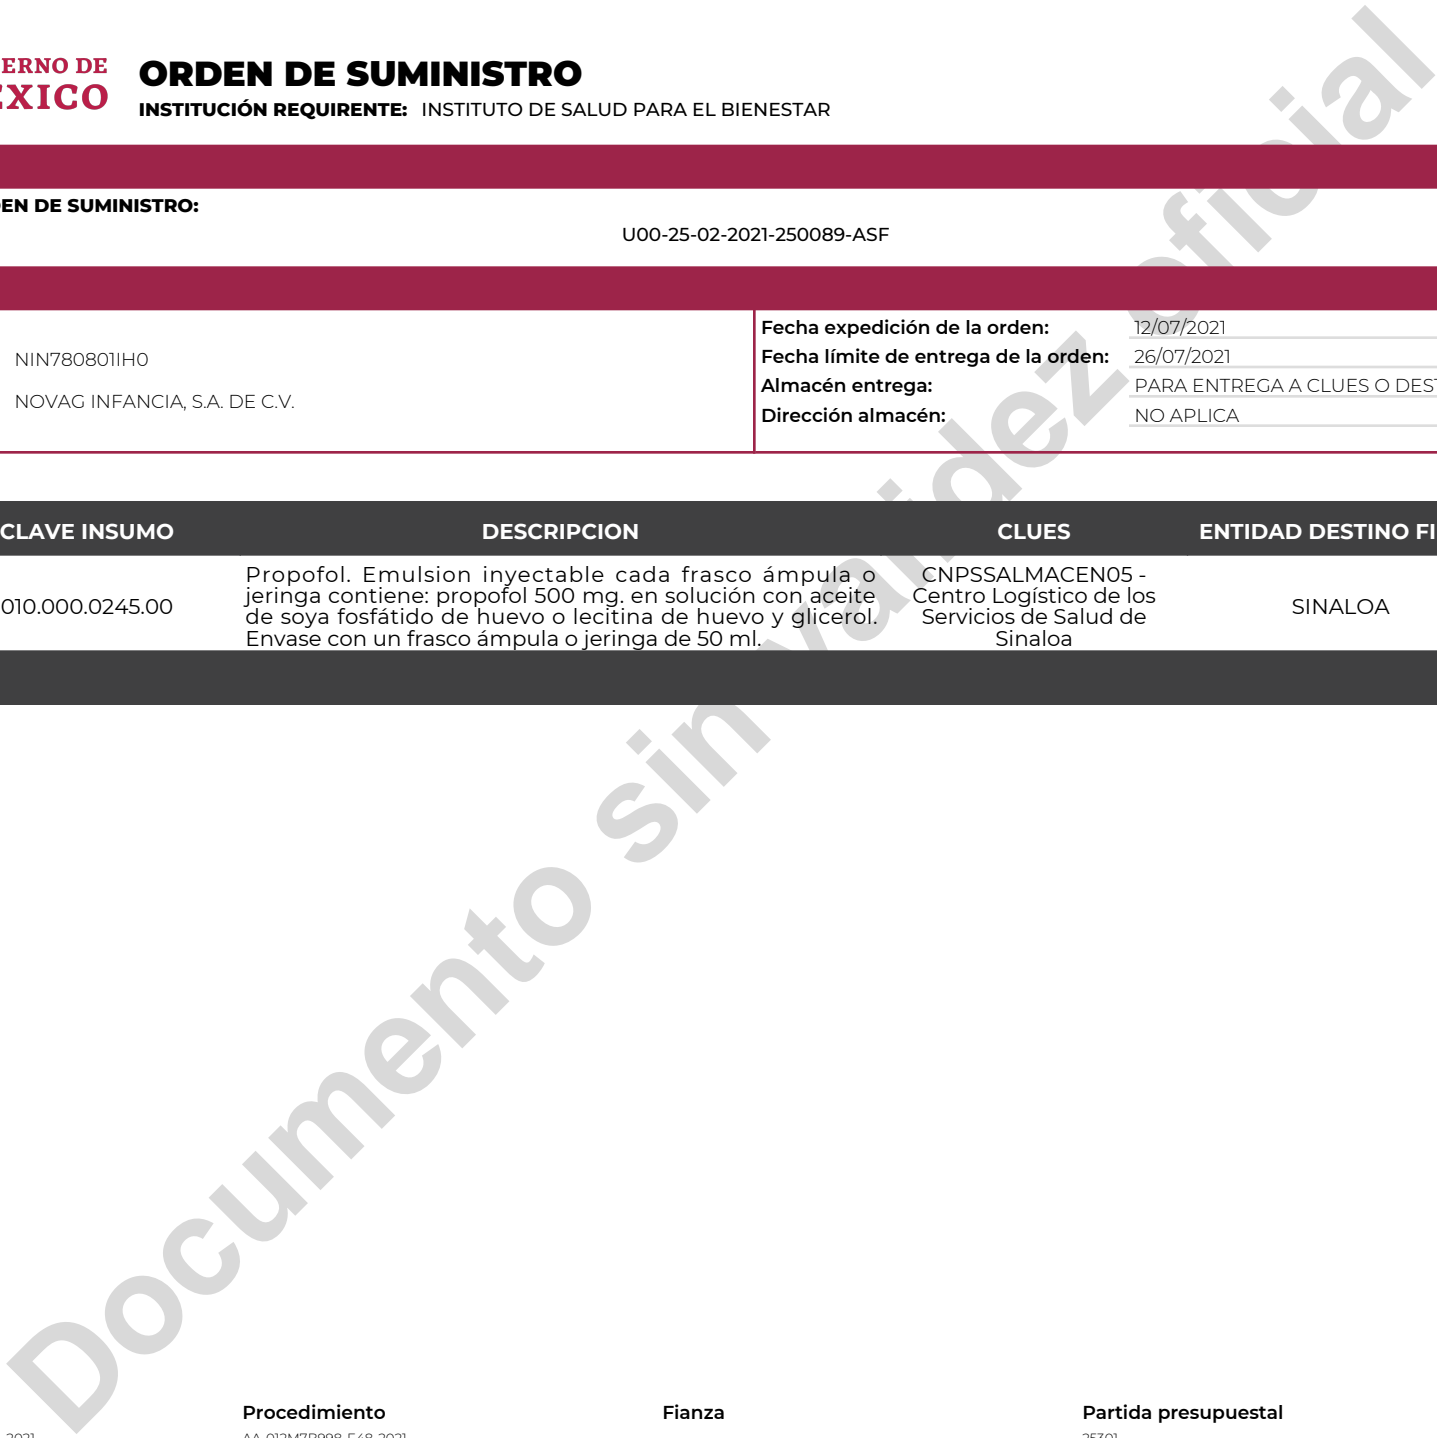 ERNO DE
EXICO
ORDEN DE SUMINISTRO
INSTITUCIÓN REQUIRENTE: INSTITUTO DE SALUD PARA EL BIENESTAR
EN DE SUMINISTRO:
U00-25-02-2021-250089-ASF
NIN780801IH0
NOVAG INFANCIA, S.A. DE C.V.
Fecha expedición de la orden: 12/07/2021
Fecha límite de entrega de la orden: 26/07/2021
Almacén entrega: PARA ENTREGA A CLUES O DEST
Dirección almacén: NO APLICA
CLAVE INSUMO DESCRIPCION CLUES ENTIDAD DESTINO FI
010.000.0245.00
Propofol. Emulsion inyectable cada frasco ámpula o
jeringa contiene: propofol 500 mg. en solución con aceite
de soya fosfátido de huevo o lecitina de huevo y glicerol.
Envase con un frasco ámpula o jeringa de 50 ml.
CNPSSALMACEN05 -
Centro Logístico de los
Servicios de Salud de
Sinaloa
SINALOA
Documento sin validez oficial
Procedimiento Fianza Partida presupuestal